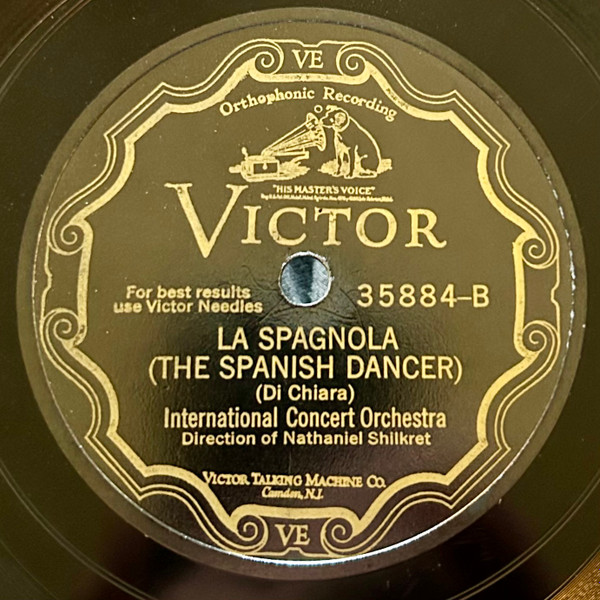 VE
Orthophonic Recording
"HIS MASTER'S VOICE"
VICTOR
For best results
use Victor Needles
35884-B
LA SPAGNOLA
(THE SPANISH DANCER)
(Di Chiara)
International Concert Orchestra
Direction of Nathaniel Shilkret
VICTOR TALKING MACHINE CO.
Camden, N.J.
VE